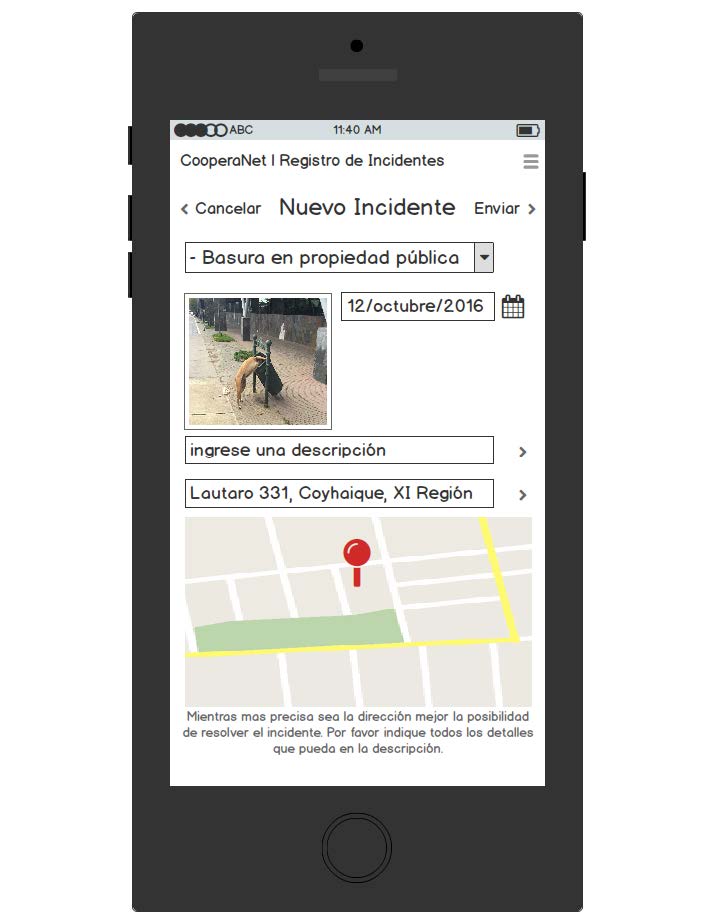 ABC 11:40 AM
CooperaNet | Registro de Incidentes
Cancelar Nuevo Incidente Enviar
- Basura en propiedad pública
12/octubre/2016
ingrese una descripción
Lautaro 331, Coyhaique, XI Región
Mientras mas precisa sea la dirección mejor la posibilidad
de resolver el incidente. Por favor indique todos los detalles
que pueda en la descripción.